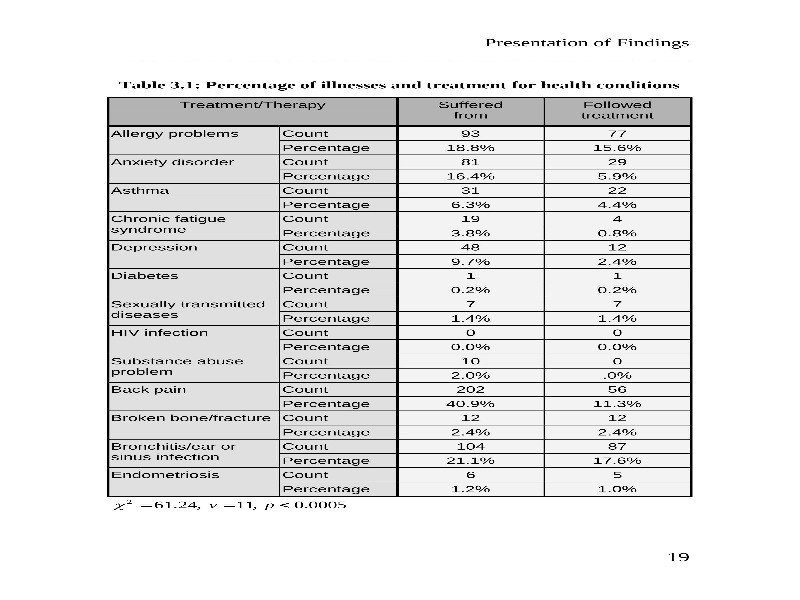 Presentation of Findings
Table 3.1: Percentage of illnesses and treatment for health conditions
Treatment/Therapy Suffered from Followed treatment
Allergy problems Count 93 77
Percentage 18.8% 15.6%
Anxiety disorder Count 81 29
Percentage 16.4% 5.9%
Asthma Count 31 22
Percentage 6.3% 4.4%
Chronic fatigue syndrome Count 19 4
Percentage 3.8% 0.8%
Depression Count 48 12
Percentage 9.7% 2.4%
Diabetes Count 1 1
Percentage 0.2% 0.2%
Sexually transmitted diseases Count 7 7
Percentage 1.4% 1.4%
HIV infection Count 0 0
Percentage 0.0% 0.0%
Substance abuse problem Count 10 0
Percentage 2.0% .0%
Back pain Count 202 56
Percentage 40.9% 11.3%
Broken bone/fracture Count 12 12
Percentage 2.4% 2.4%
Bronchitis/ear or sinus infection Count 104 87
Percentage 21.1% 17.6%
Endometriosis Count 6 5
Percentage 1.2% 1.0%
χ² =61.24, ν =11, p < 0.0005
19